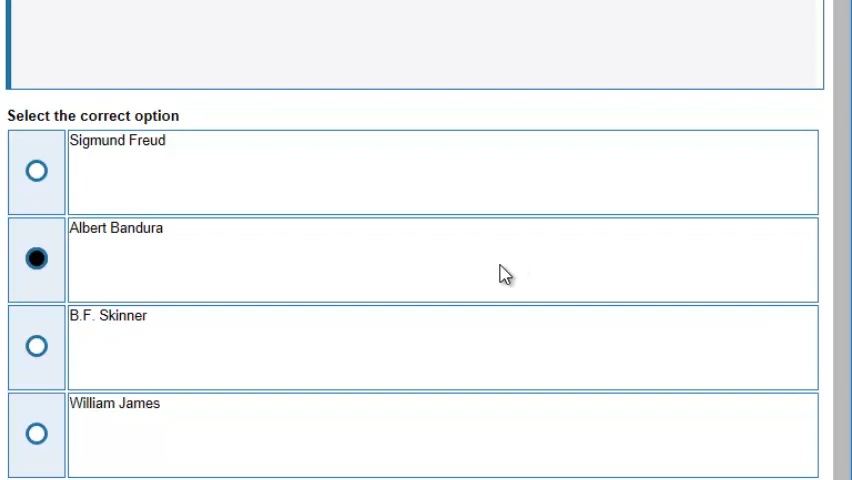 Select the correct option
Sigmund Freud
Albert Bandura
B.F. Skinner
William James